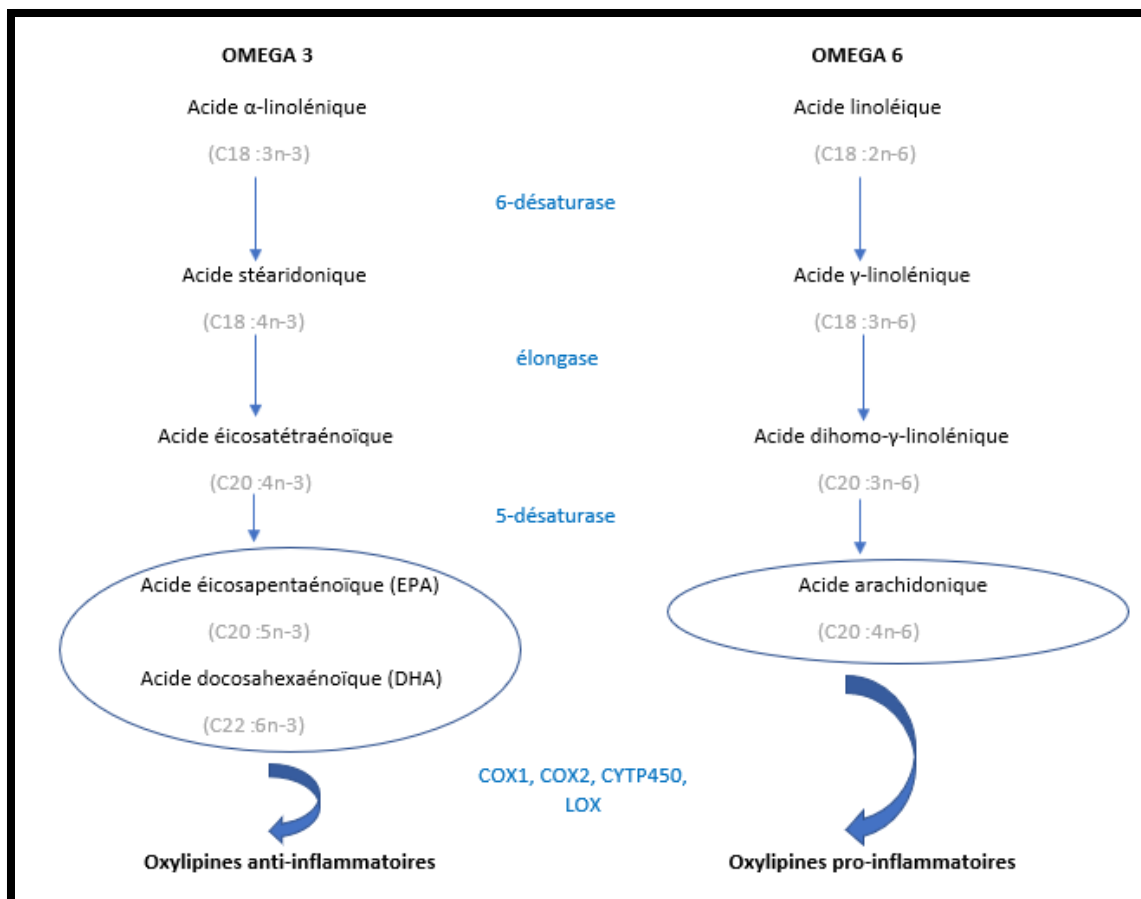 OMEGA 3
OMEGA 6
Acide α-linolénique
Acide linoléique
(C18 :3n-3)
(C18 :2n-6)
6-désaturase
Acide stéaridonique
Acide γ-linolénique
(C18 :4n-3)
(C18 :3n-6)
élongase
Acide éicosatétraénoïque
Acide dihomo-γ-linolénique
(C20 :4n-3)
(C20 :3n-6)
5-désaturase
Acide éicosapentaénoïque (EPA)
Acide arachidonique
(C20 :5n-3)
(C20 :4n-6)
Acide docosahexaénoïque (DHA)
(C22 :6n-3)
COX1, COX2, CYTP450,
LOX
Oxylipines anti-inflammatoires
Oxylipines pro-inflammatoires